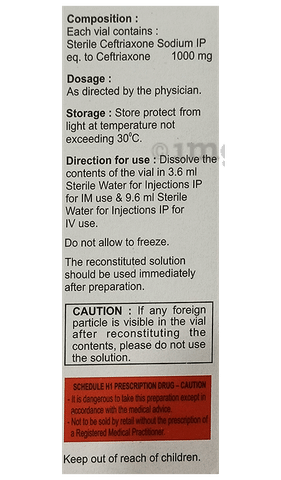 Composition :
Each vial contains :
Sterile Ceftriaxone Sodium IP
eq. to Ceftriaxone 1000 mg
Dosage :
As directed by the physician.
Storage : Store protect from
light at temperature not
exceeding 30°C.
Direction for use : Dissolve the
contents of the vial in 3.6 ml
Sterile Water for Injections IP
for IM use & 9.6 ml Sterile
Water for Injections IP for
IV use.
Do not allow to freeze.
The reconstituted solution
should be used immediately
after preparation.
CAUTION : If any foreign
particle is visible in the vial
after reconstituting the
contents, please do not use
the solution.
SCHEDULE H1 PRESCRIPTION DRUG – CAUTION
- It is dangerous to take this preparation except in
accordance with the medical advice.
- Not to be sold by retail without the prescription of
a Registered Medical Practitioner.
Keep out of reach of children.